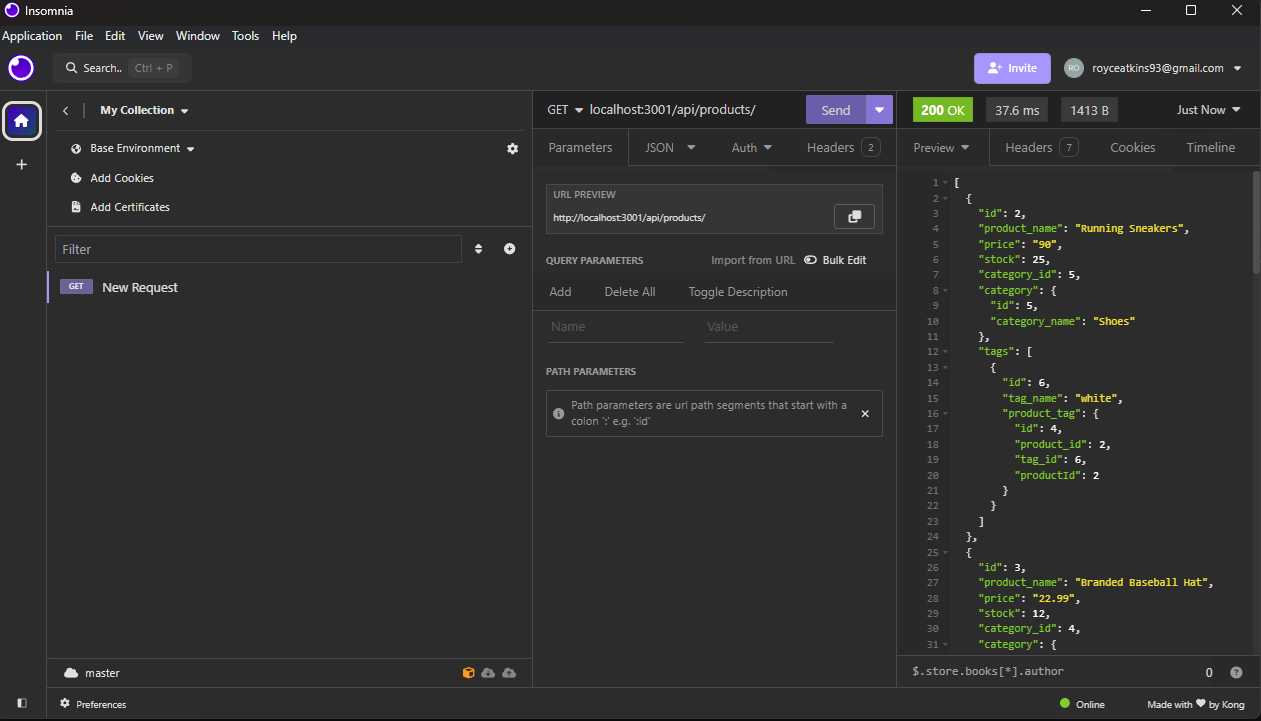 Insomnia
Application File Edit View Window Tools Help
Search.. Ctrl + P
Invite
RO
royceatkins93@gmail.com
My Collection
Base Environment
Add Cookies
Add Certificates
Filter
GET New Request
master
Preferences
GET localhost:3001/api/products/ Send
Parameters JSON Auth Headers 2
URL PREVIEW
http://localhost:3001/api/products/
QUERY PARAMETERS Import from URL Bulk Edit
Add Delete All Toggle Description
Name Value
PATH PARAMETERS
Path parameters are url path segments that start with a
colon ':' e.g. ':id'
200 OK 37.6 ms 1413 B Just Now
Preview Headers 7 Cookies Timeline
1 [
2 {
3 "id": 2,
4 "product_name": "Running Sneakers",
5 "price": "90",
6 "stock": 25,
7 "category_id": 5,
8 "category": {
9 "id": 5,
10 "category_name": "Shoes"
11 },
12 "tags": [
13 {
14 "id": 6,
15 "tag_name": "white",
16 "product_tag": {
17 "id": 4,
18 "product_id": 2,
19 "tag_id": 6,
20 "productId": 2
21 }
22 }
23 ]
24 },
25 {
26 "id": 3,
27 "product_name": "Branded Baseball Hat",
28 "price": "22.99",
29 "stock": 12,
30 "category_id": 4,
31 "category": {
$.store.books[*].author 0
Online Made with ❤ by Kong